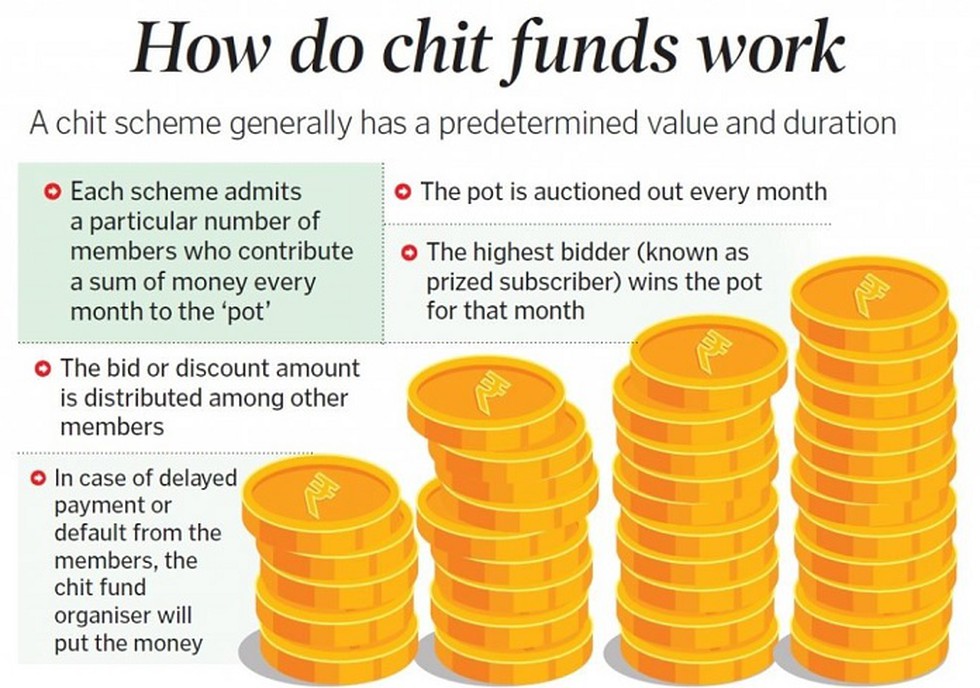 How do chit funds work
A chit scheme generally has a predetermined value and duration
Each scheme admits
a particular number of
members who contribute
a sum of money every
month to the ‘pot’
The pot is auctioned out every month
The highest bidder (known as
prized subscriber) wins the pot
for that month
The bid or discount amount
is distributed among other
members
In case of delayed
payment or
default from the
members, the
chit fund
organiser will
put the money
₹
₹
₹
₹